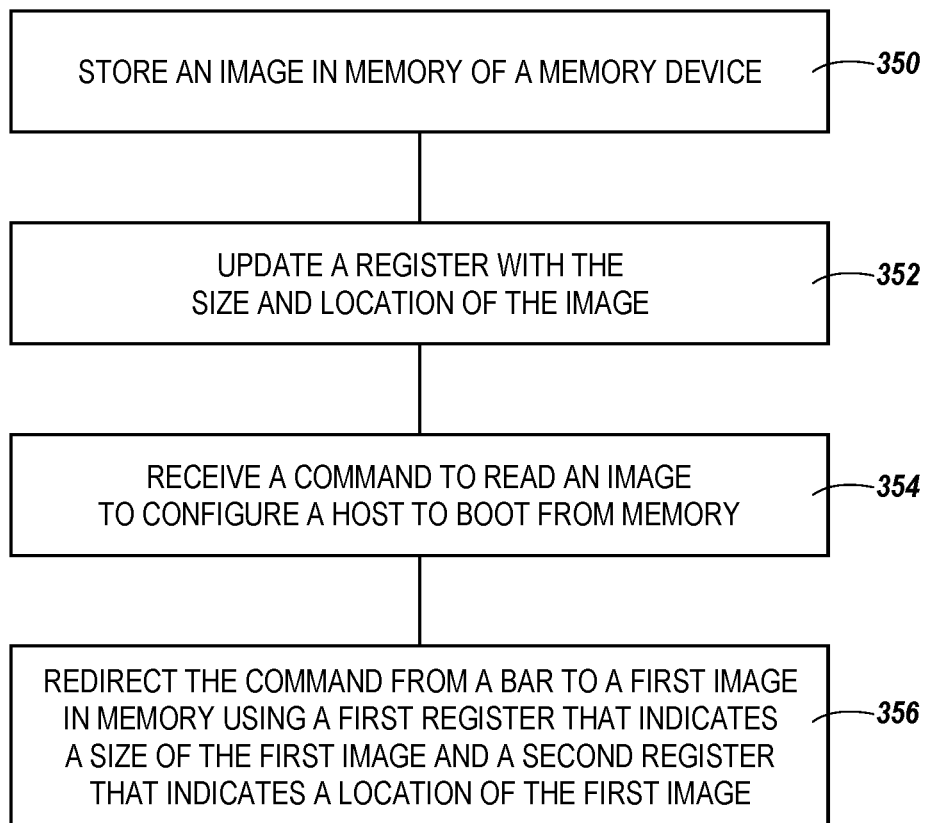 STORE AN IMAGE IN MEMORY OF A MEMORY DEVICE
350
UPDATE A REGISTER WITH THE
SIZE AND LOCATION OF THE IMAGE
352
RECEIVE A COMMAND TO READ AN IMAGE
TO CONFIGURE A HOST TO BOOT FROM MEMORY
354
REDIRECT THE COMMAND FROM A BAR TO A FIRST IMAGE
IN MEMORY USING A FIRST REGISTER THAT INDICATES
A SIZE OF THE FIRST IMAGE AND A SECOND REGISTER
THAT INDICATES A LOCATION OF THE FIRST IMAGE
356